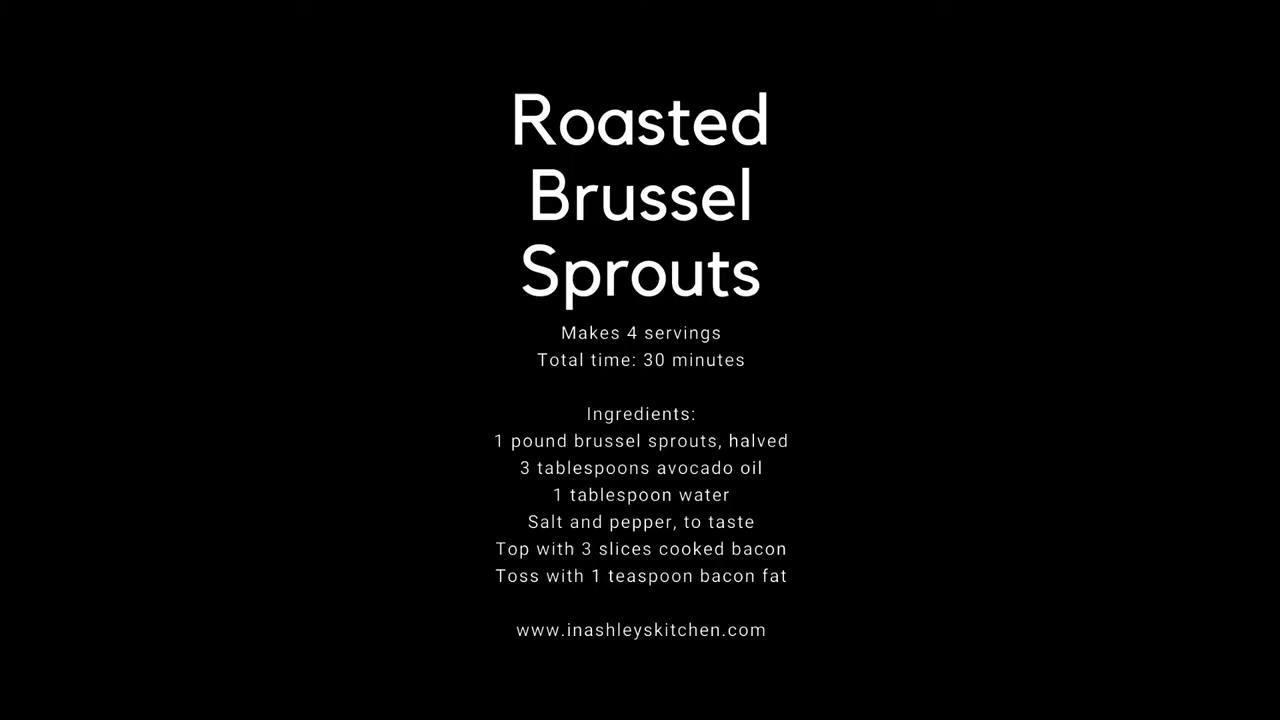 Roasted
Brussel
Sprouts
Makes 4 servings
Total time: 30 minutes
Ingredients:
1 pound brussel sprouts, halved
3 tablespoons avocado oil
1 tablespoon water
Salt and pepper, to taste
Top with 3 slices cooked bacon
Toss with 1 teaspoon bacon fat
www.inashleyskitchen.com